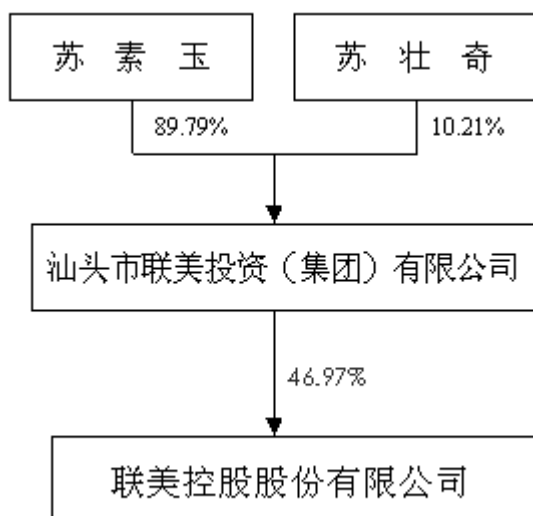 苏 素 玉
苏 壮 奇
89.79%
10.21%
汕头市联美投资（集团）有限公司
46.97%
联美控股股份有限公司